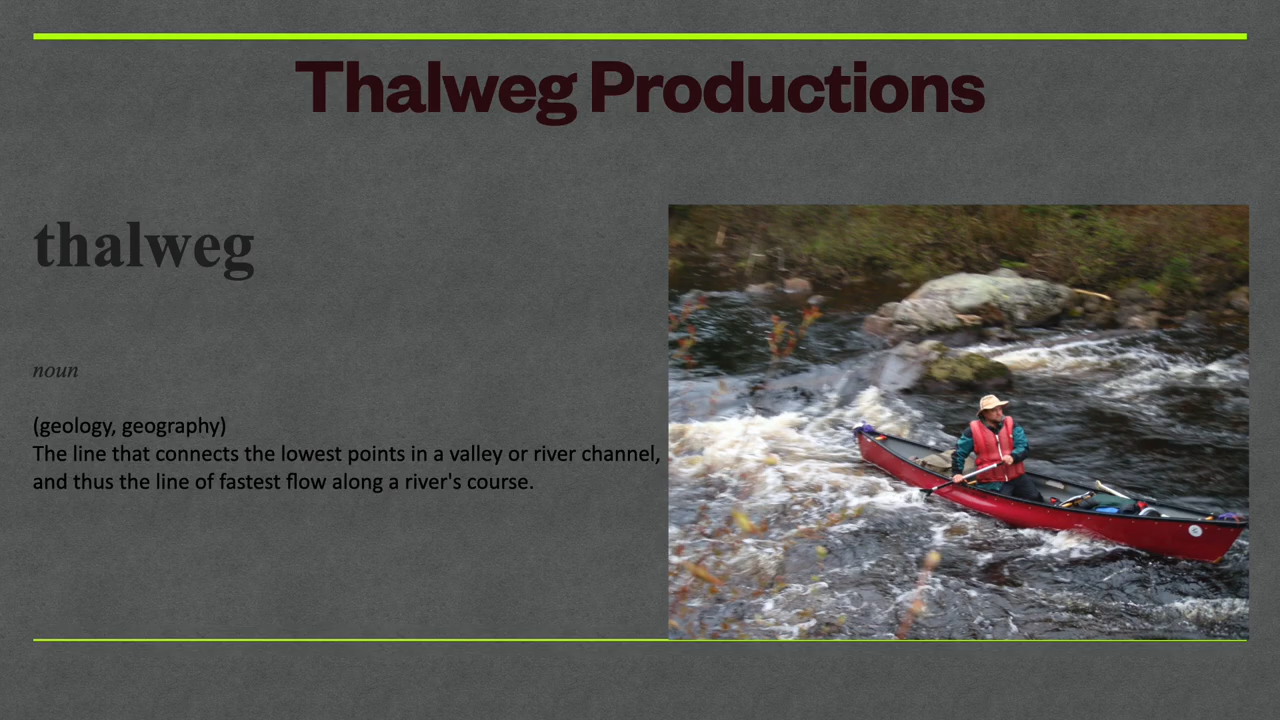 Thalweg Productions
thalweg
noun
(geology, geography)
The line that connects the lowest points in a valley or river channel,
and thus the line of fastest flow along a river's course.